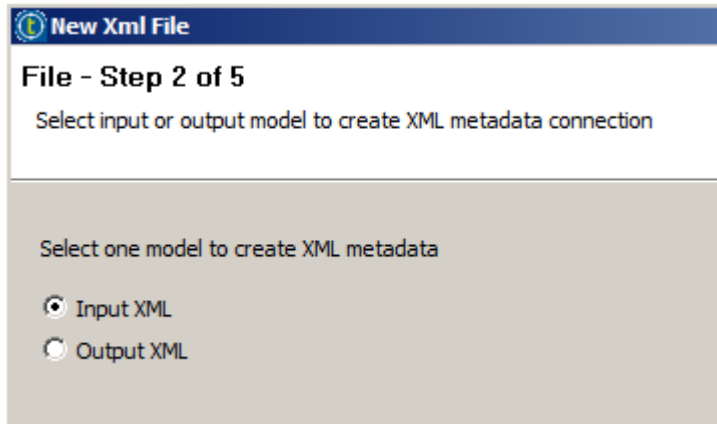 New Xml File
File - Step 2 of 5
Select input or output model to create XML metadata connection
Select one model to create XML metadata
Input XML
Output XML